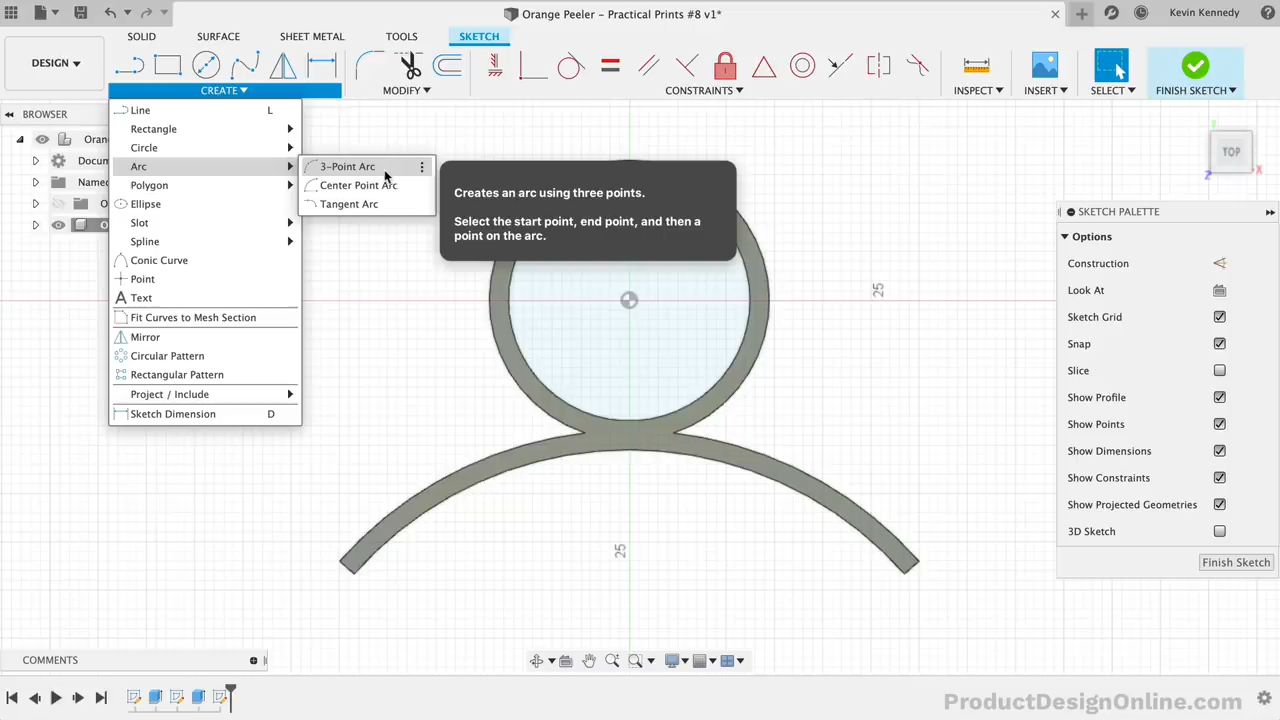 Orange Peeler – Practical Prints #8 v1*
Kevin Kennedy
SOLID
SURFACE
SHEET METAL
TOOLS
SKETCH
DESIGN
CREATE
MODIFY
CONSTRAINTS
INSPECT
INSERT
SELECT
FINISH SKETCH
BROWSER
Oran
Docum
Named
O
O
Line L
Rectangle
Circle
Arc
Polygon
Ellipse
Slot
Spline
Conic Curve
Point
Text
Fit Curves to Mesh Section
Mirror
Circular Pattern
Rectangular Pattern
Project / Include
Sketch Dimension D
3-Point Arc
Center Point Arc
Tangent Arc
Creates an arc using three points.
Select the start point, end point, and then a
point on the arc.
25
25
TOP
X
Z
SKETCH PALETTE
Options
Construction
Look At
Sketch Grid
Snap
Slice
Show Profile
Show Points
Show Dimensions
Show Constraints
Show Projected Geometries
3D Sketch
Finish Sketch
COMMENTS
ProductDesignOnline.com